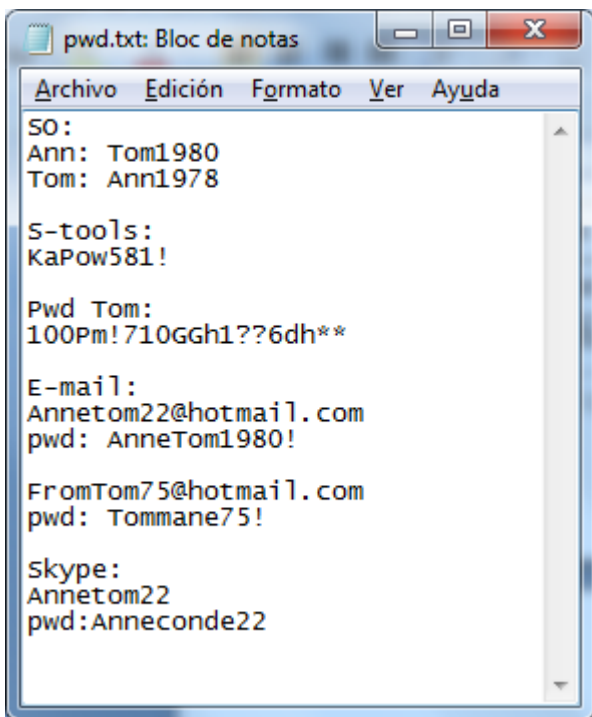 pwd.txt: Bloc de notas
Archivo Edición Formato Ver Ayuda
SO:
Ann: Tom1980
Tom: Ann1978
S-tools:
KaPow581!
Pwd Tom:
100Pm!710GGh1??6dh**
E-mail:
Annetom22@hotmail.com
pwd: AnneTom1980!
FromTom75@hotmail.com
pwd: Tommane75!
Skype:
Annetom22
pwd:Anneconde22